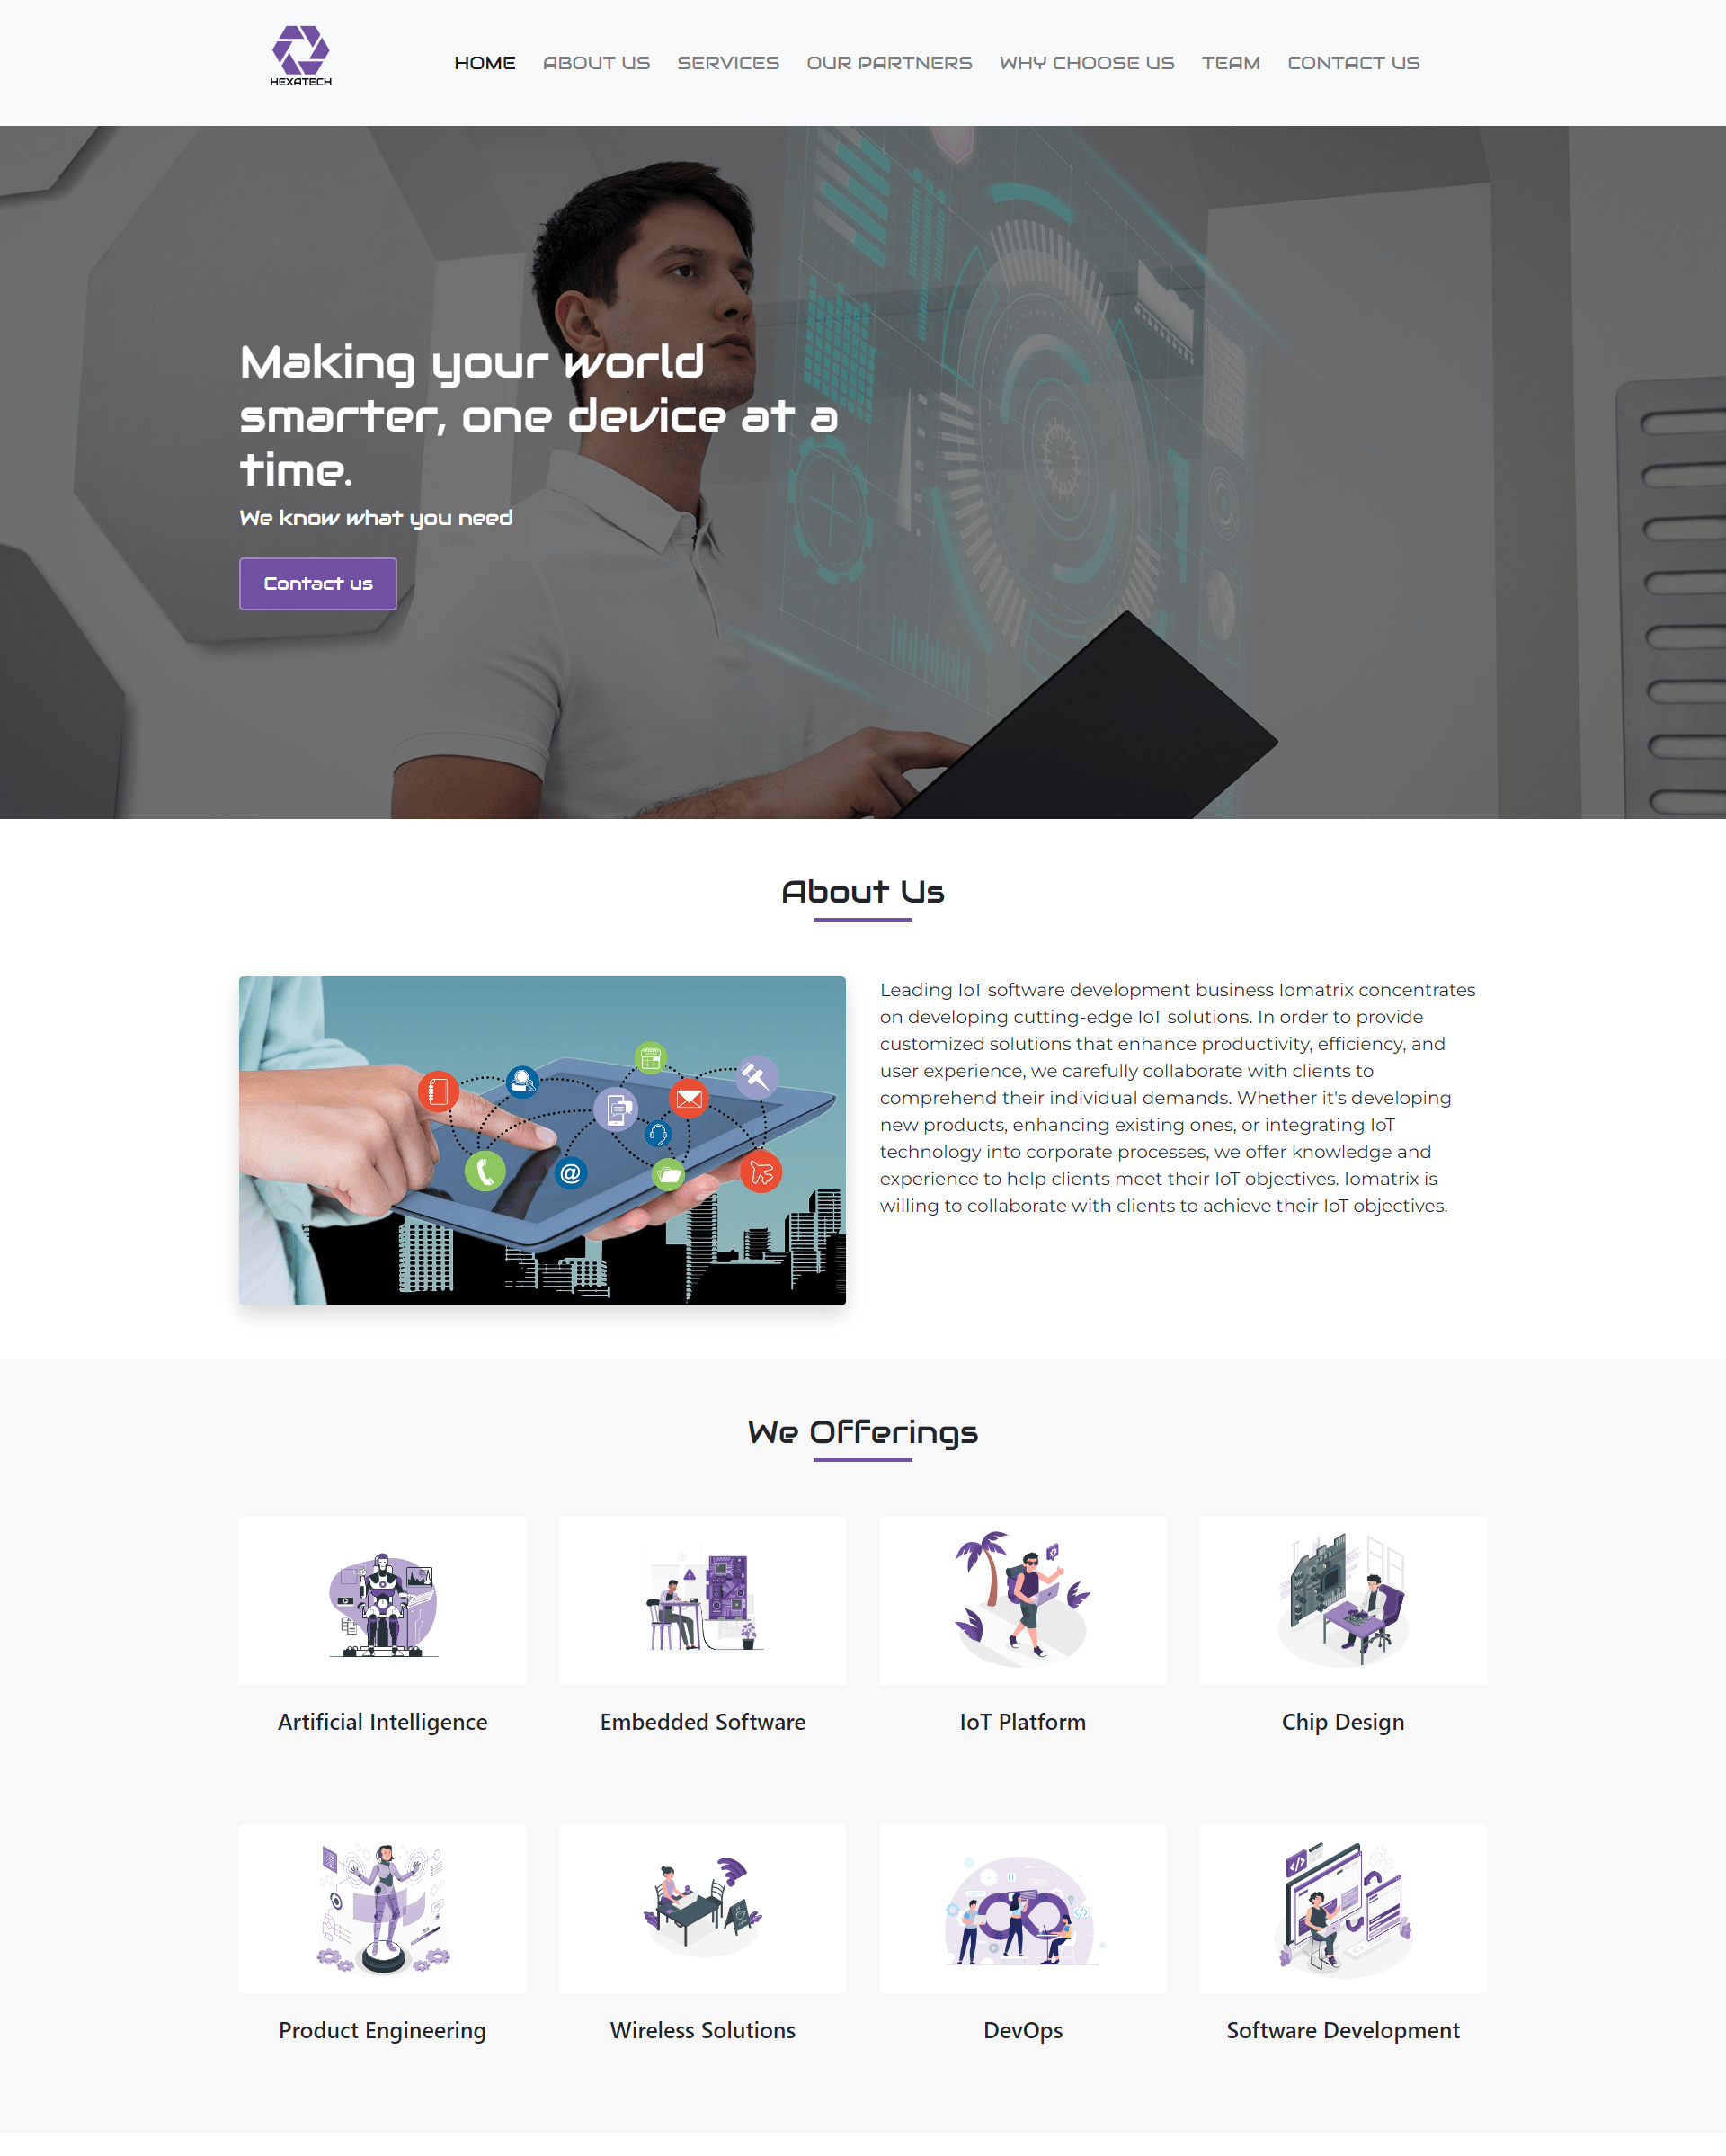 HEXATECH
HOME ABOUT US SERVICES OUR PARTNERS WHY CHOOSE US TEAM CONTACT US
Making your world
smarter, one device at a
time.
We know what you need
Contact us
About Us
Leading IoT software development business Iomatrix concentrates
on developing cutting-edge IoT solutions. In order to provide
customized solutions that enhance productivity, efficiency, and
user experience, we carefully collaborate with clients to
comprehend their individual demands. Whether it's developing
new products, enhancing existing ones, or integrating IoT
technology into corporate processes, we offer knowledge and
experience to help clients meet their IoT objectives. Iomatrix is
willing to collaborate with clients to achieve their IoT objectives.
@
We Offerings
Artificial Intelligence
Embedded Software
IoT Platform
Chip Design
</>
</>
Product Engineering
Wireless Solutions
DevOps
Software Development